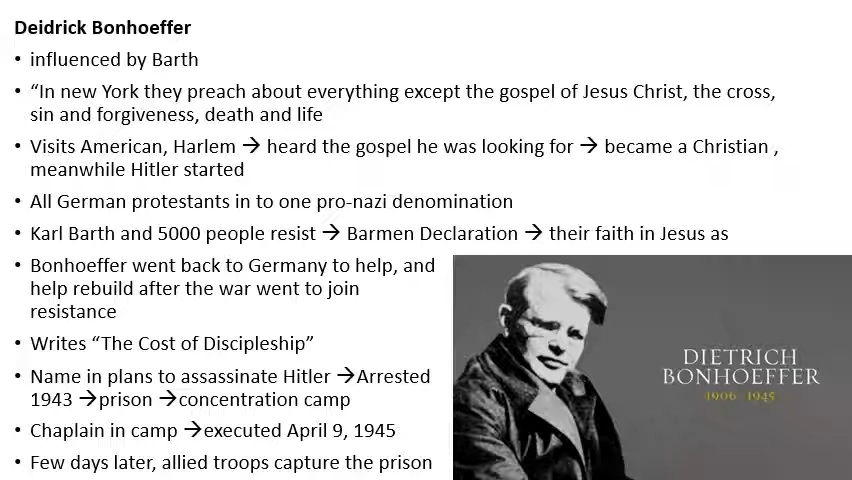 Deidrick Bonhoeffer
• influenced by Barth
• “In new York they preach about everything except the gospel of Jesus Christ, the cross,
sin and forgiveness, death and life
• Visits American, Harlem → heard the gospel he was looking for → became a Christian ,
meanwhile Hitler started
• All German protestants in to one pro-nazi denomination
• Karl Barth and 5000 people resist → Barmen Declaration → their faith in Jesus as
• Bonhoeffer went back to Germany to help, and
help rebuild after the war went to join
resistance
• Writes “The Cost of Discipleship”
• Name in plans to assassinate Hitler →Arrested
1943 →prison →concentration camp
• Chaplain in camp →executed April 9, 1945
• Few days later, allied troops capture the prison
DIETRICH
BONHOEFFER
1906 1945